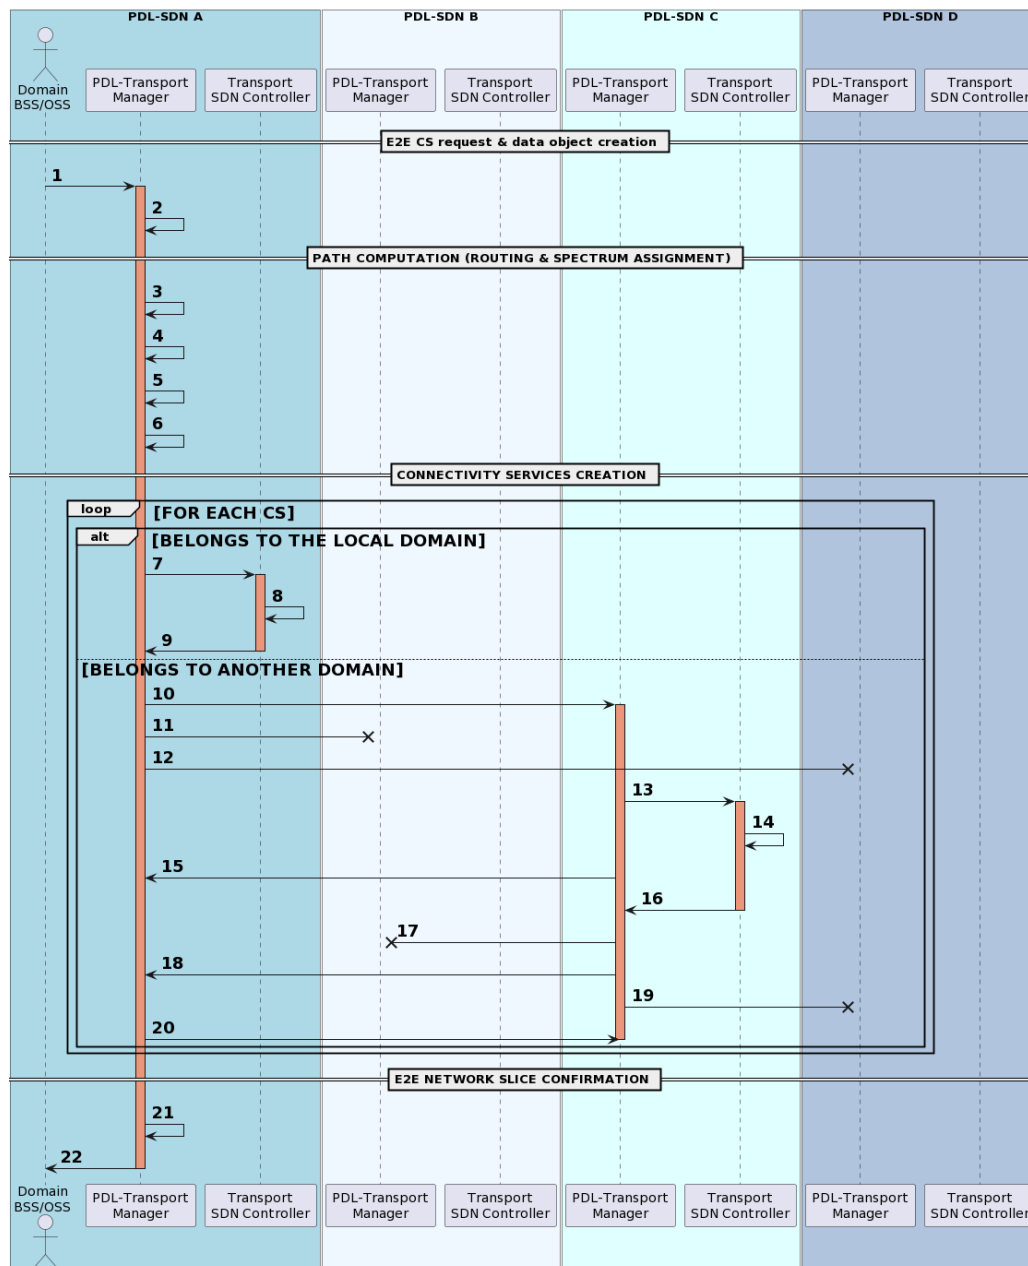 PDL-SDN A
PDL-SDN B
PDL-SDN C
PDL-SDN D
Domain
BSS/OSS
PDL-Transport
Manager
Transport
SDN Controller
PDL-Transport
Manager
Transport
SDN Controller
PDL-Transport
Manager
Transport
SDN Controller
PDL-Transport
Manager
Transport
SDN Controller
E2E CS request & data object creation
1
2
PATH COMPUTATION (ROUTING & SPECTRUM ASSIGNMENT)
3
4
5
6
CONNECTIVITY SERVICES CREATION
loop
[FOR EACH CS]
alt
[BELONGS TO THE LOCAL DOMAIN]
7
8
9
[BELONGS TO ANOTHER DOMAIN]
10
11
12
13
14
15
16
17
18
19
20
E2E NETWORK SLICE CONFIRMATION
21
22
Domain
BSS/OSS
PDL-Transport
Manager
Transport
SDN Controller
PDL-Transport
Manager
Transport
SDN Controller
PDL-Transport
Manager
Transport
SDN Controller
PDL-Transport
Manager
Transport
SDN Controller